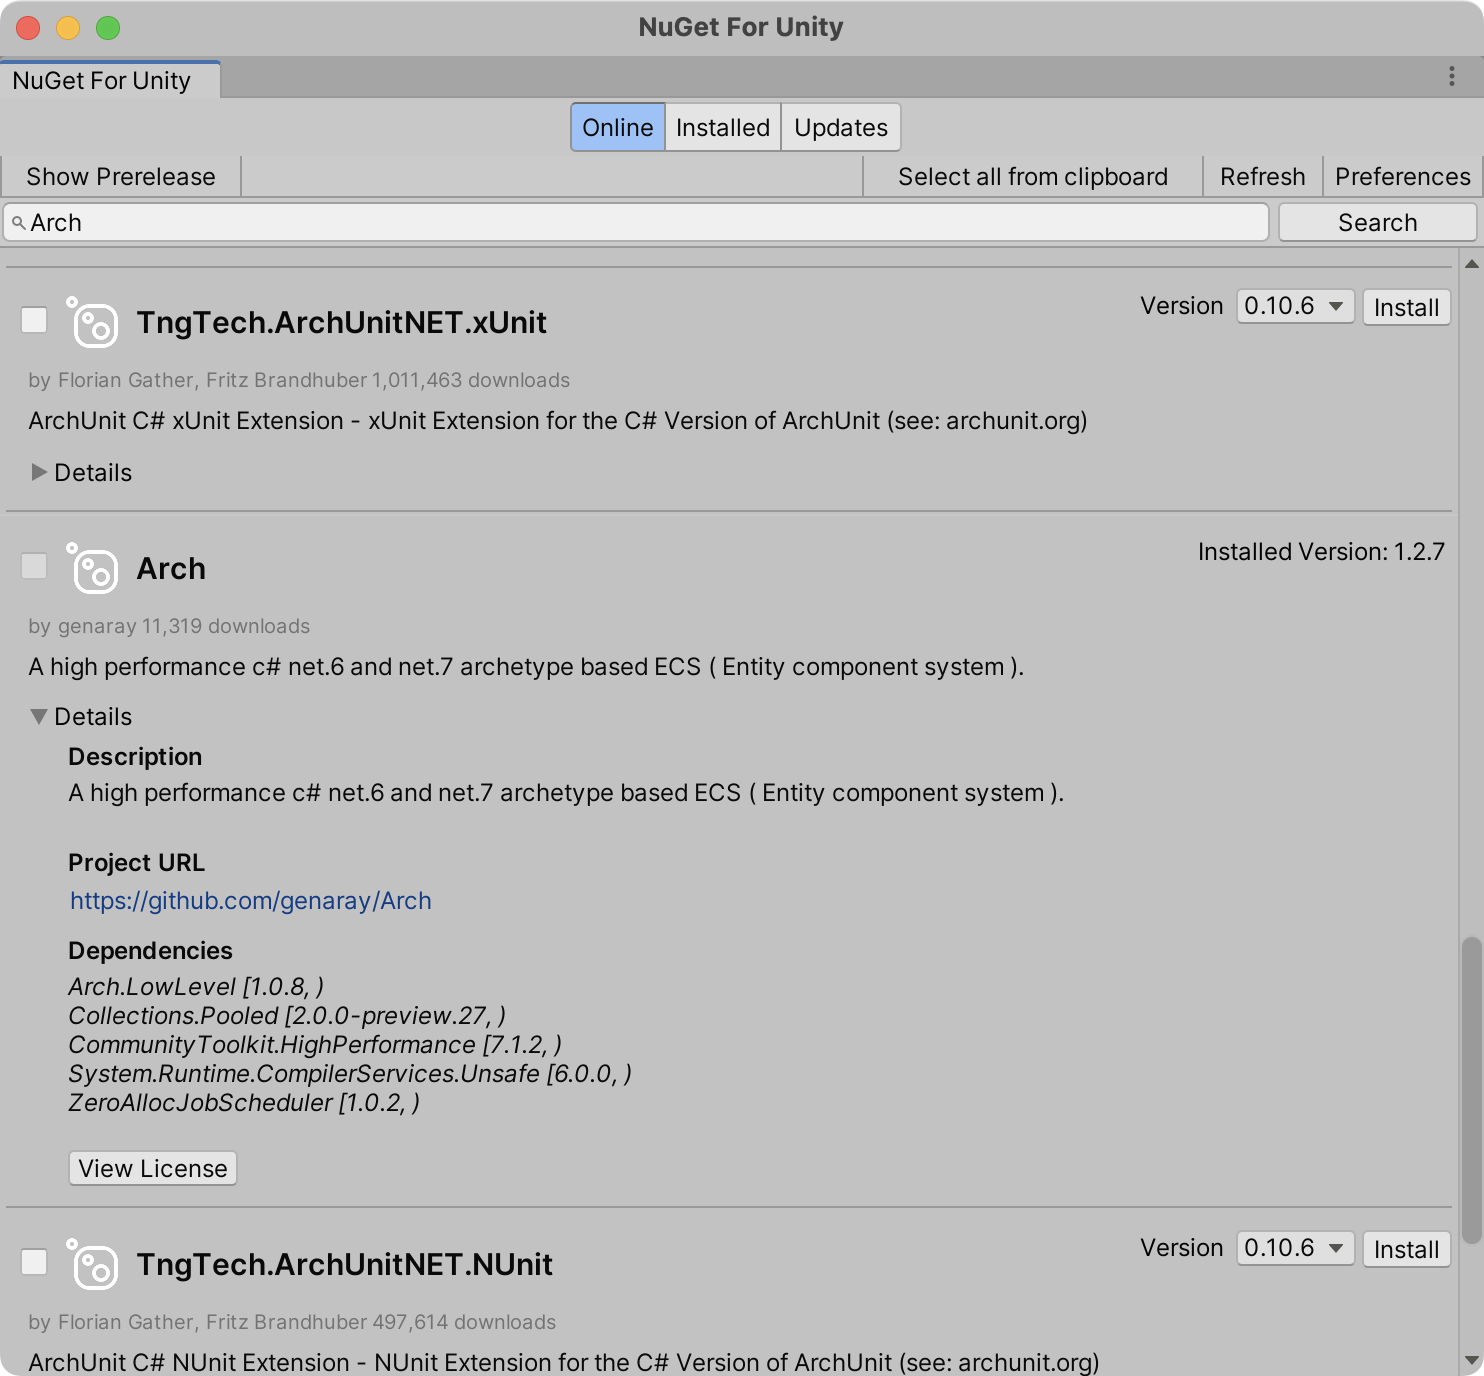 NuGet For Unity
NuGet For Unity
Online Installed Updates
Show Prerelease Select all from clipboard Refresh Preferences
Arch Search
TngTech.ArchUnitNET.xUnit Version 0.10.6 Install
by Florian Gather, Fritz Brandhuber 1,011,463 downloads
ArchUnit C# xUnit Extension - xUnit Extension for the C# Version of ArchUnit (see: archunit.org)
Details
Arch Installed Version: 1.2.7
by genaray 11,319 downloads
A high performance c# net.6 and net.7 archetype based ECS ( Entity component system ).
Details
Description
A high performance c# net.6 and net.7 archetype based ECS ( Entity component system ).
Project URL
https://github.com/genaray/Arch
Dependencies
Arch.LowLevel [1.0.8, )
Collections.Pooled [2.0.0-preview.27, )
CommunityToolkit.HighPerformance [7.1.2, )
System.Runtime.CompilerServices.Unsafe [6.0.0, )
ZeroAllocJobScheduler [1.0.2, )
View License
TngTech.ArchUnitNET.NUnit Version 0.10.6 Install
by Florian Gather, Fritz Brandhuber 497,614 downloads
ArchUnit C# NUnit Extension - NUnit Extension for the C# Version of ArchUnit (see: archunit.org)